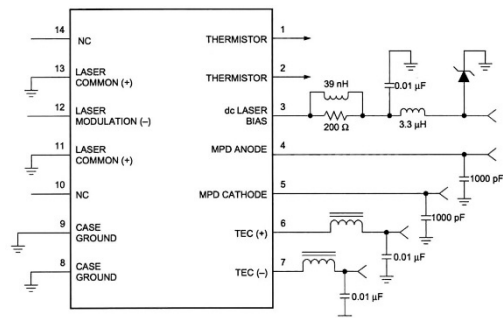 14
NC
THERMISTOR
1
13
LASER
COMMON (+)
THERMISTOR
2
39 nH
0.01 µF
12
LASER
MODULATION (–)
dc LASER
BIAS
3
200 Ω
3.3 µH
11
LASER
COMMON (+)
MPD ANODE
4
1000 pF
10
NC
MPD CATHODE
5
1000 pF
9
CASE
GROUND
TEC (+)
6
0.01 µF
8
CASE
GROUND
TEC (–)
7
0.01 µF